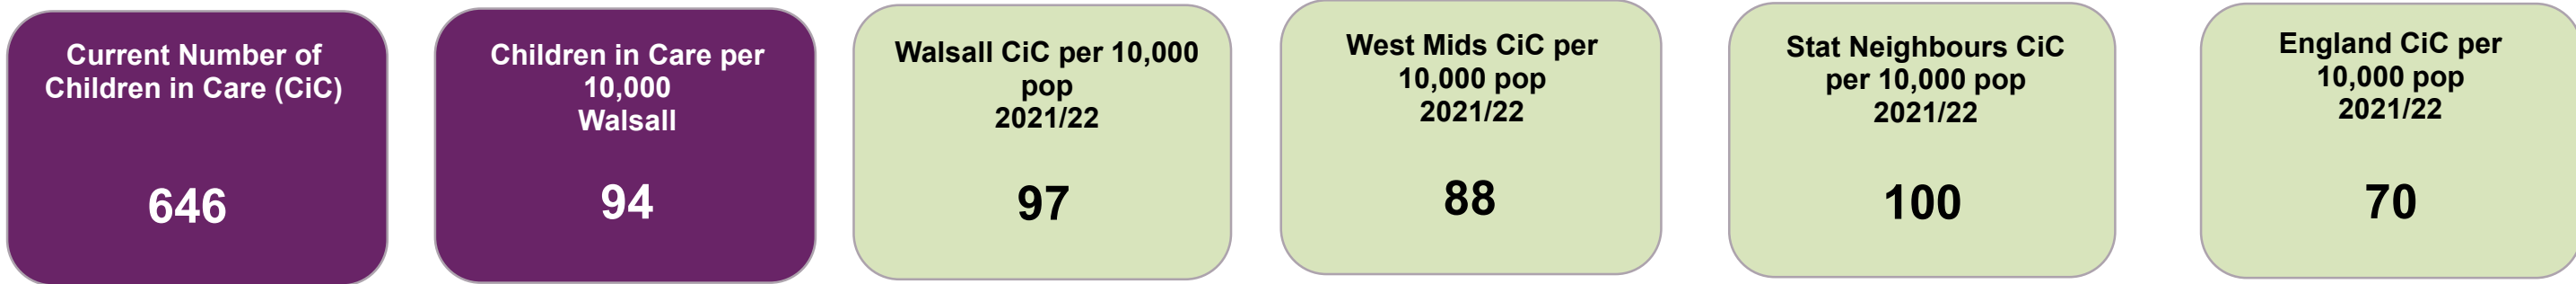 Current Number of
Children in Care (CiC)
646
Children in Care per
10,000
Walsall
94
Walsall CiC per 10,000
pop
2021/22
97
West Mids CiC per
10,000 pop
2021/22
88
Stat Neighbours CiC
per 10,000 pop
2021/22
100
England CiC per
10,000 pop
2021/22
70